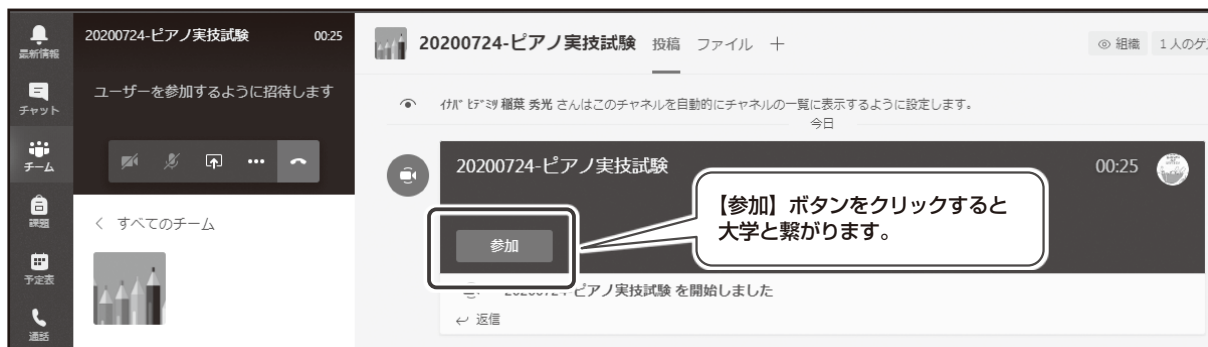 最新情報
チャット
チーム
課題
予定表
通話
20200724-ピアノ実技試験 00:25
ユーザーを参加するように招待します
< すべてのチーム
20200724-ピアノ実技試験 投稿 ファイル +
組織 1人のゲ
ｲﾅﾊﾞ ﾋﾃﾞﾐﾂ 稲葉 秀光 さんはこのチャネルを自動的にチャネルの一覧に表示するように設定します。
今日
20200724-ピアノ実技試験 00:25
参加
【参加】ボタンをクリックすると
大学と繋がります。
20200724-ピアノ実技試験 を開始しました
返信